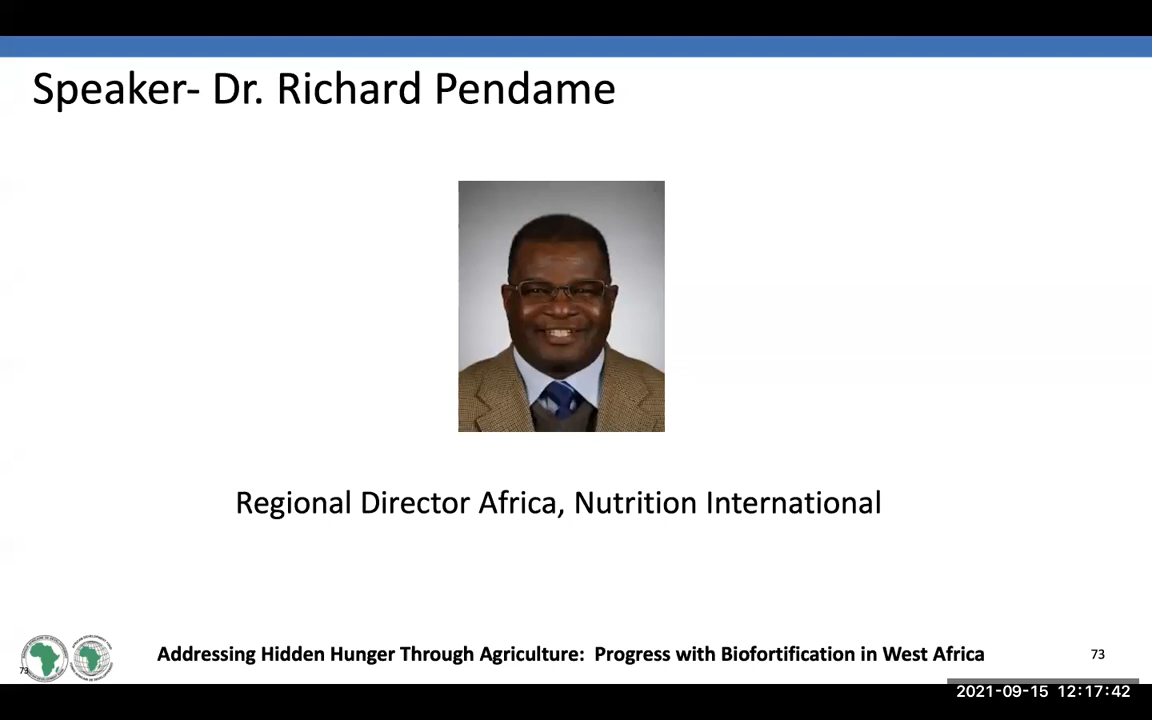 Speaker- Dr. Richard Pendame
Regional Director Africa, Nutrition International
Addressing Hidden Hunger Through Agriculture:  Progress with Biofortification in West Africa
73
73
2021-09-15 12:17:42